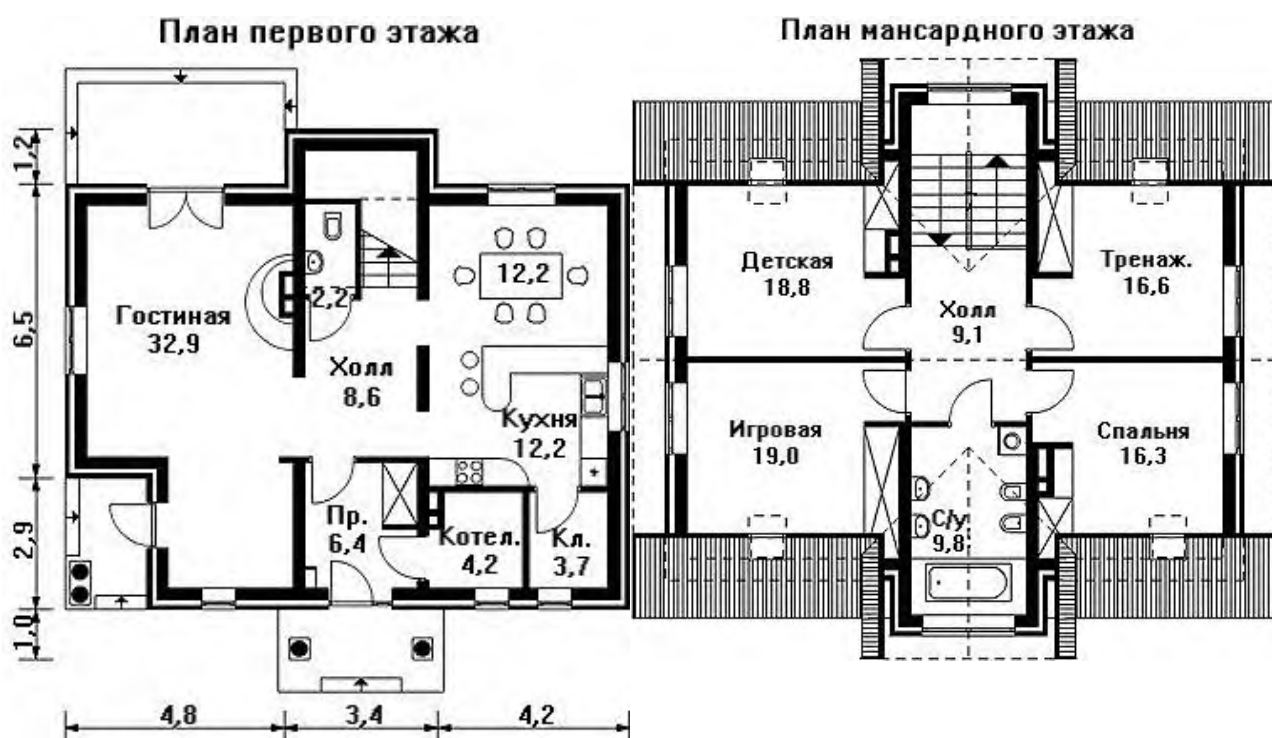 План первого этажа
План мансардного этажа
1,2
6,5
2,9
1,0
4,8
3,4
4,2
Гостиная
32,9
2,2
Холл
8,6
12,2
Кухня
12,2
Пр.
6,4
Котел.
4,2
Кл.
3,7
Детская
18,8
Холл
9,1
Тренаж.
16,6
Игровая
19,0
С/у
9,8
Спальня
16,3